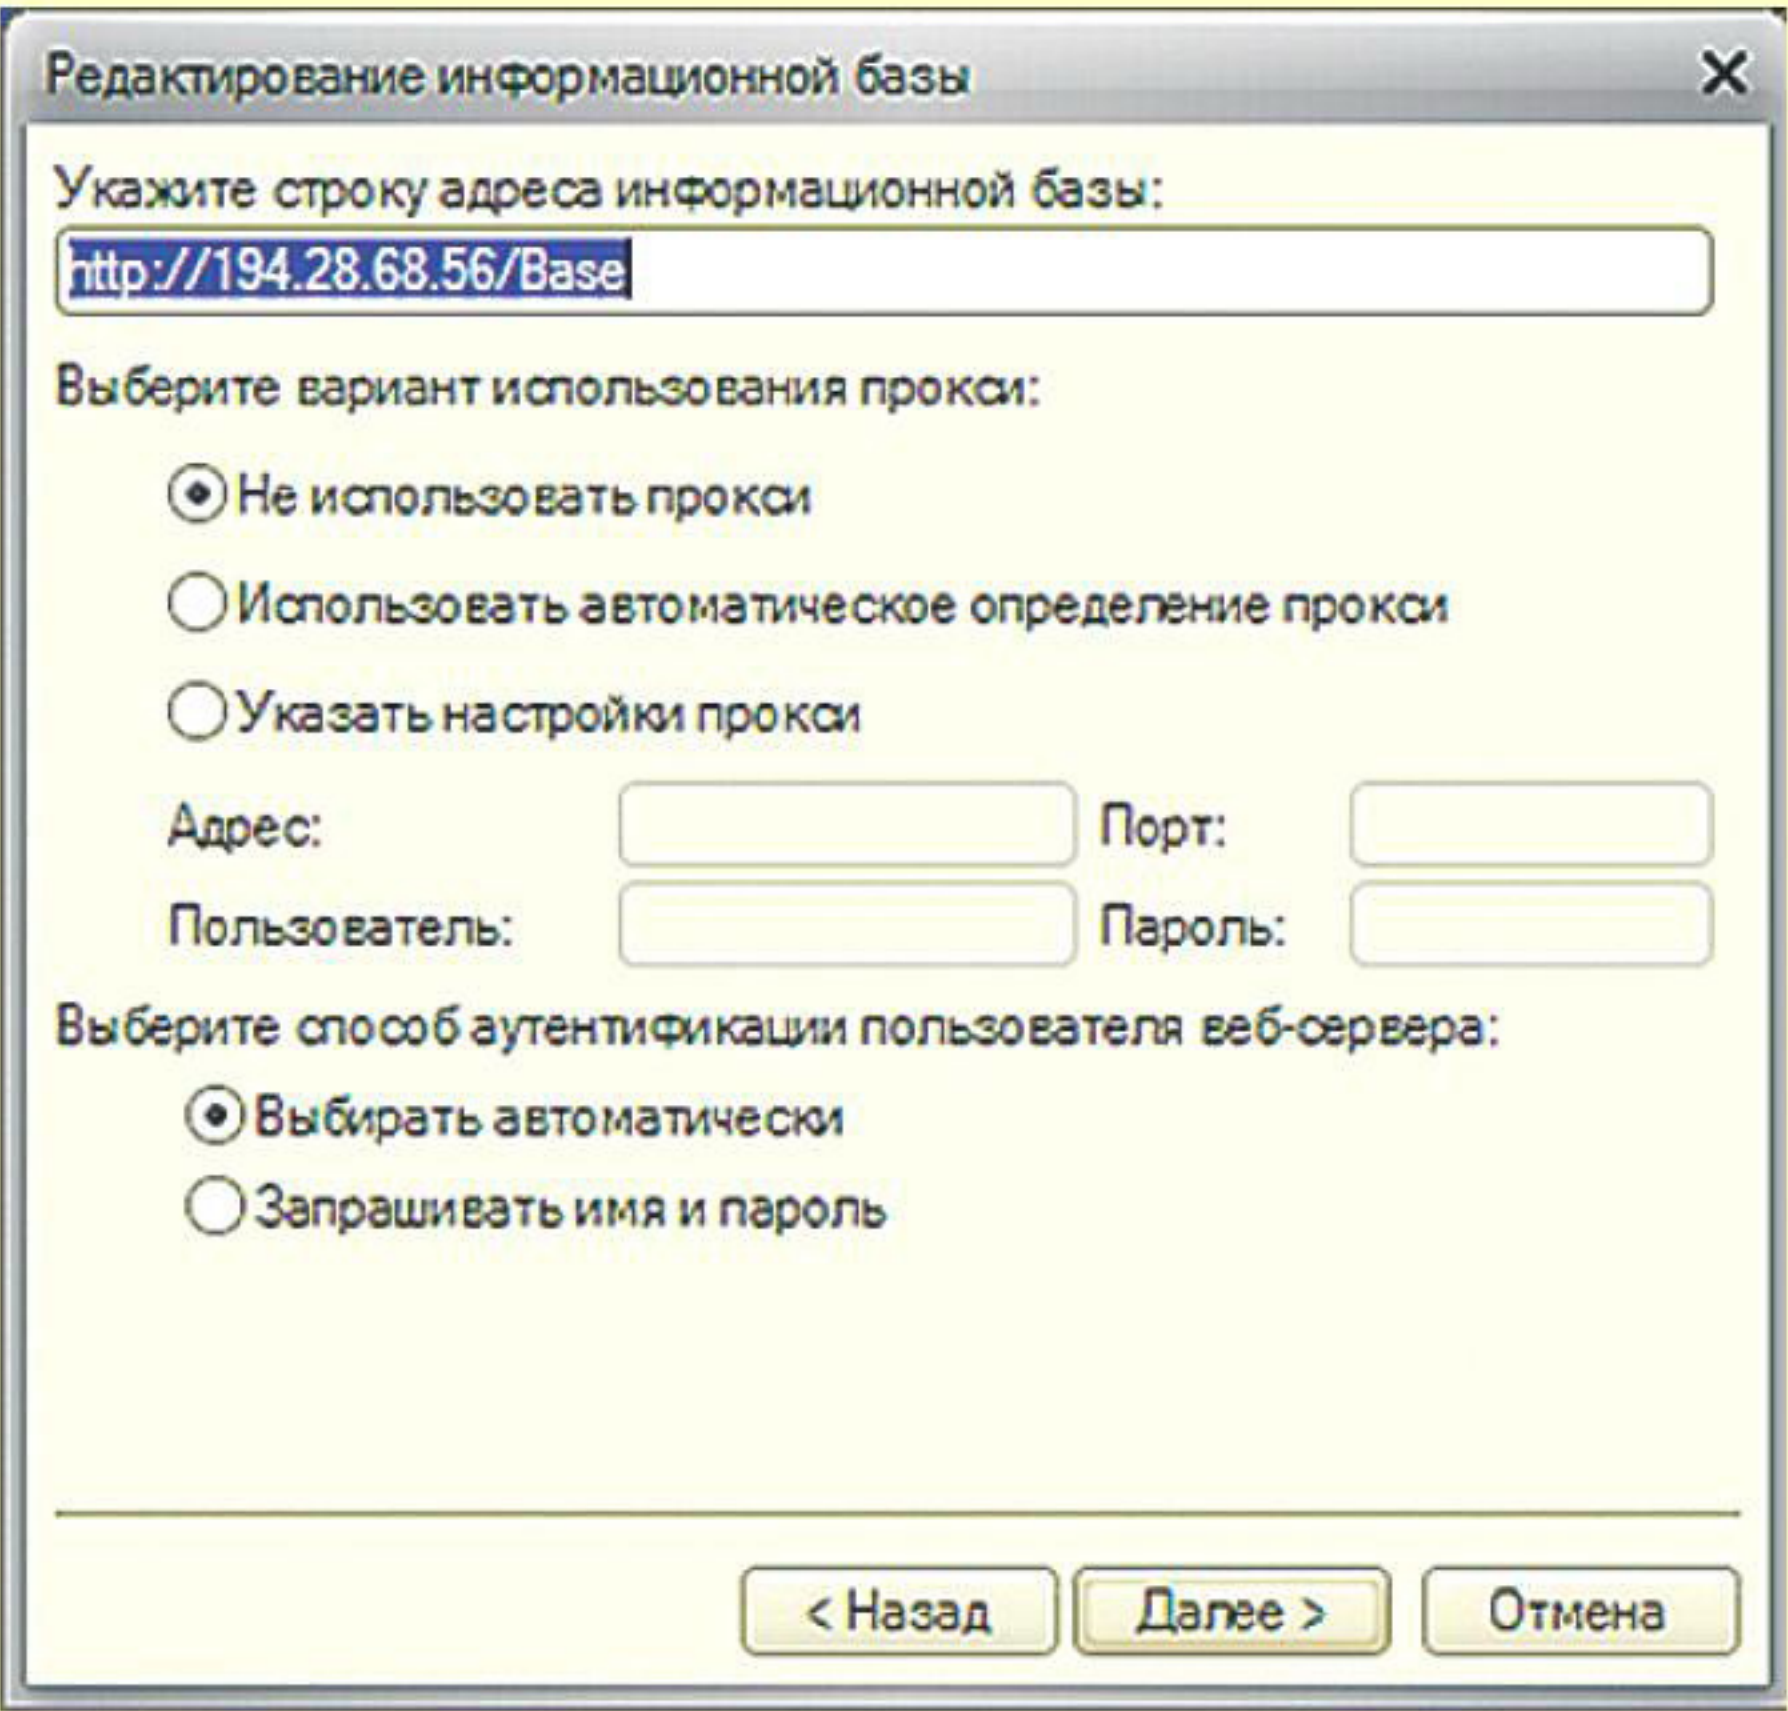 Редактирование информационной базы
Укажите строку адреса информационной базы:
http://194.28.68.56/Base
Выберите вариант использования прокси:
Не использовать прокси
Использовать автоматическое определение прокси
Указать настройки прокси
Адрес: Порт:
Пользователь: Пароль:
Выберите способ аутентификации пользователя веб-сервера:
Выбирать автоматически
Запрашивать имя и пароль
< Назад Далее > Отмена